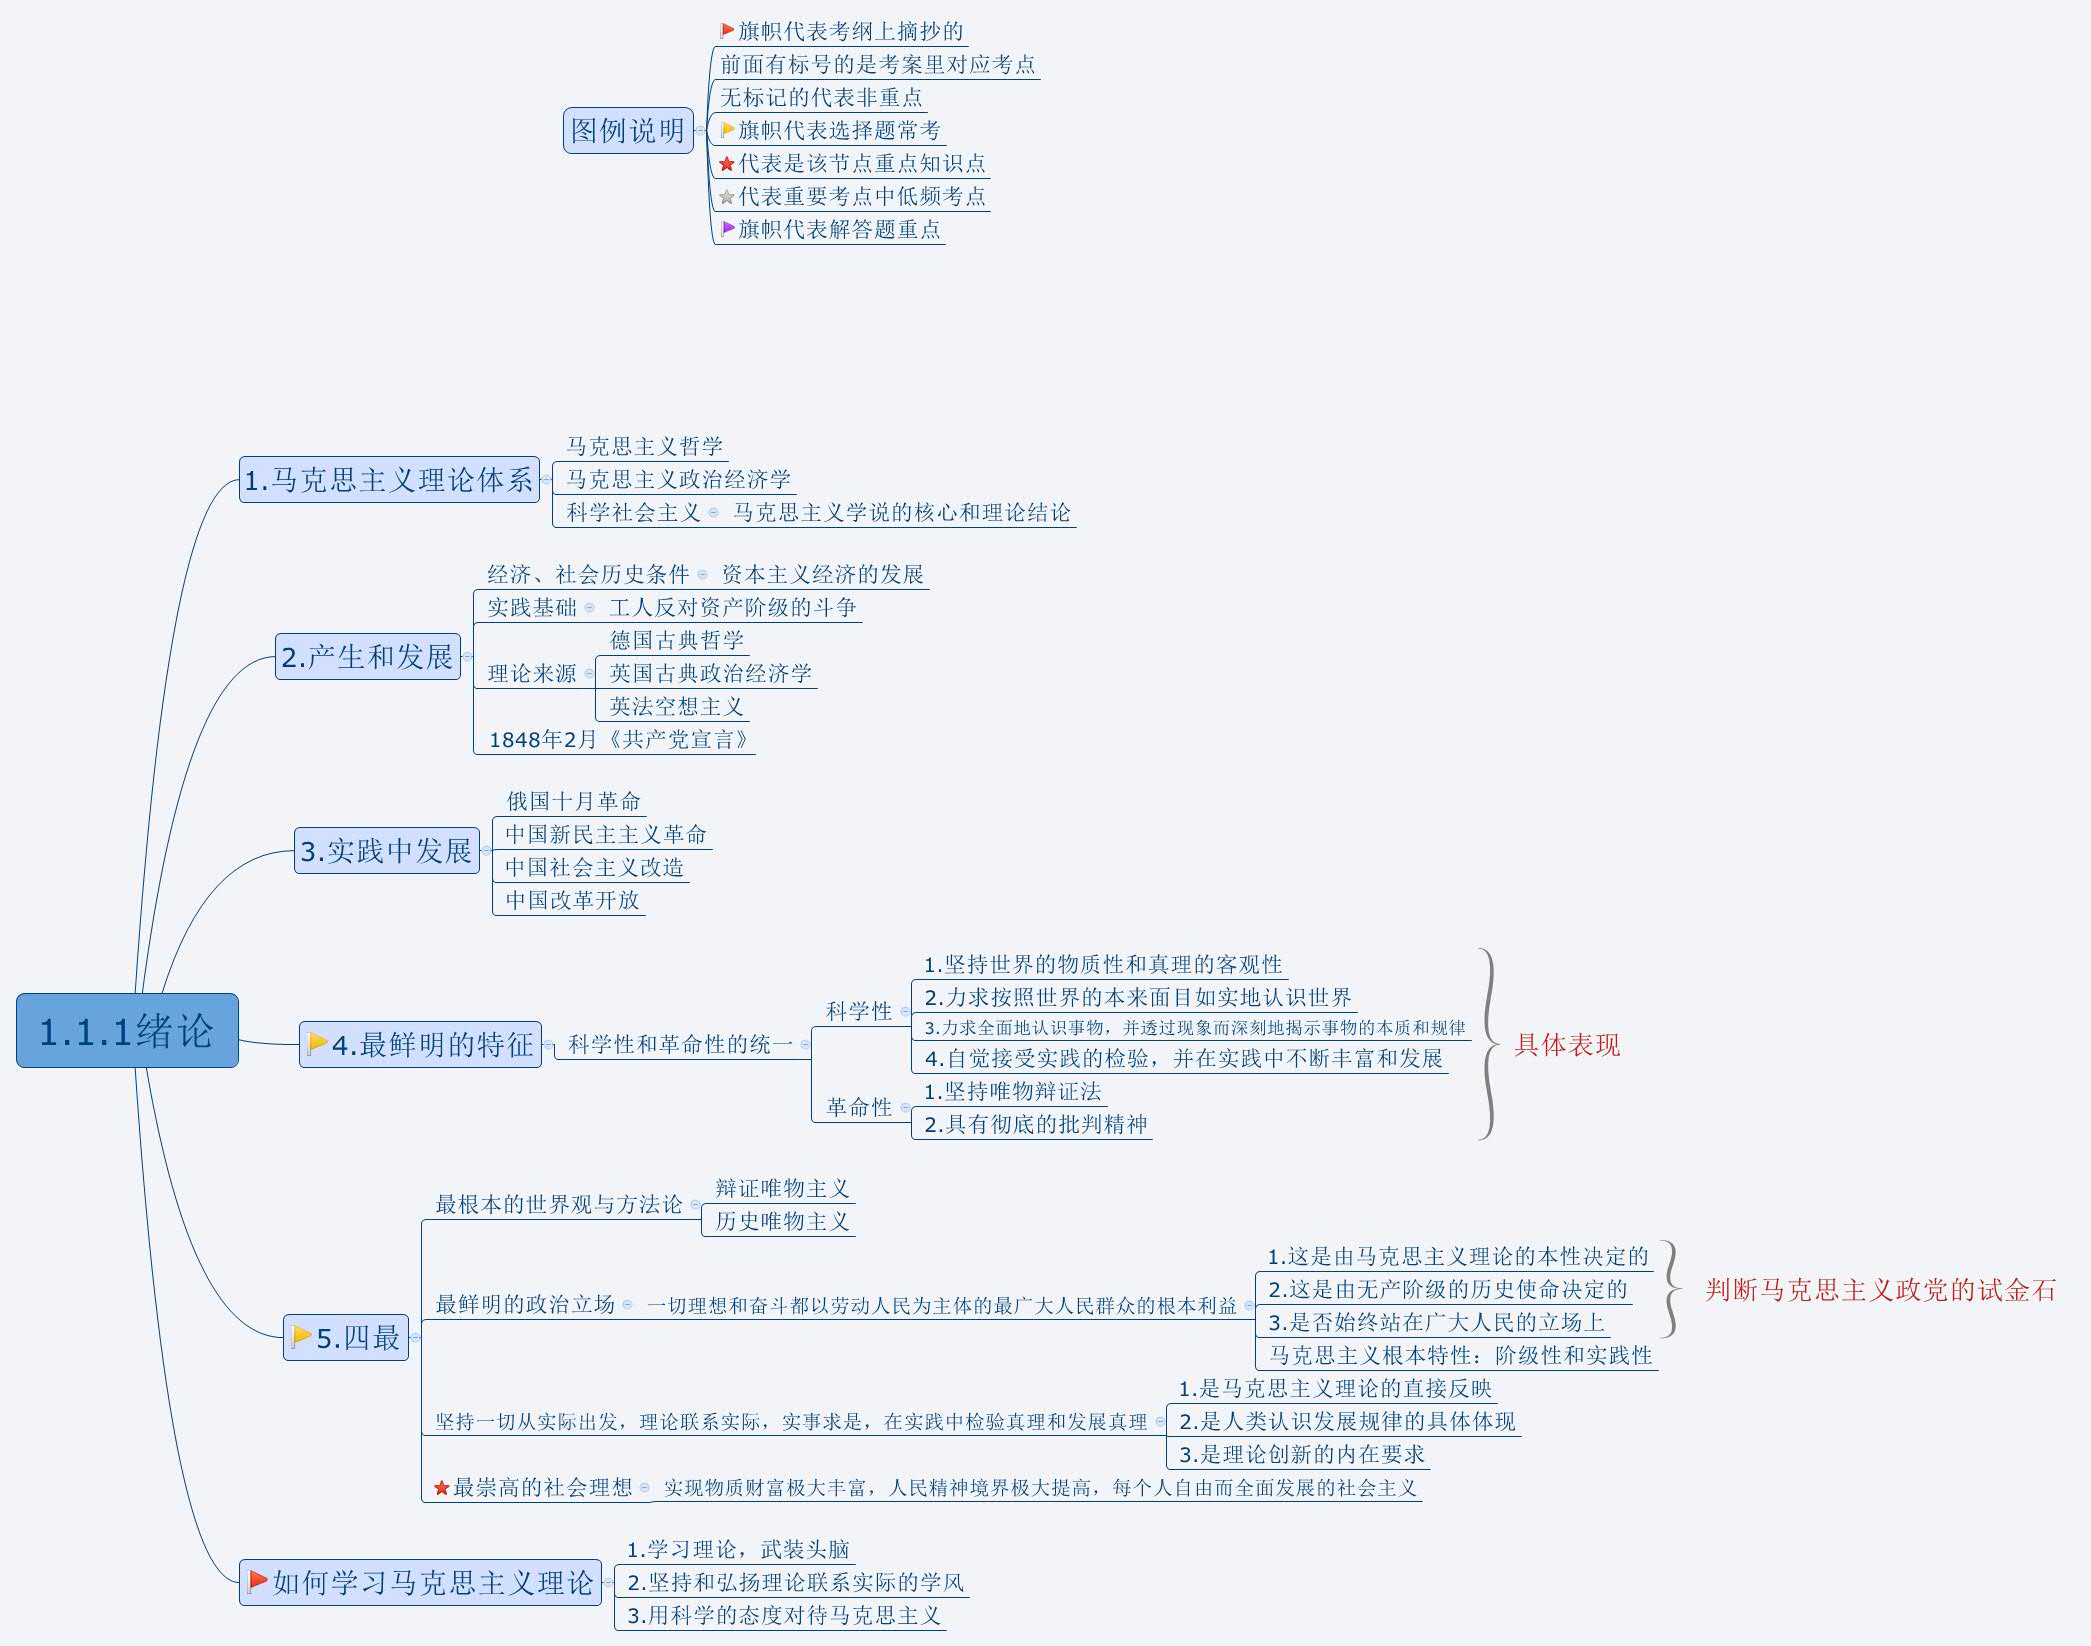 旗帜代表考纲上摘抄的
前面有标号的是考案里对应考点
无标记的代表非重点
图例说明
旗帜代表选择题常考
代表是该节点重点知识点
代表重要考点中低频考点
旗帜代表解答题重点
1.马克思主义理论体系
马克思主义哲学
马克思主义政治经济学
科学社会主义
马克思主义学说的核心和理论结论
2.产生和发展
经济、社会历史条件
资本主义经济的发展
实践基础
工人反对资产阶级的斗争
理论来源
德国古典哲学
英国古典政治经济学
英法空想主义
1848年2月《共产党宣言》
3.实践中发展
俄国十月革命
中国新民主主义革命
中国社会主义改造
中国改革开放
1.1.1绪论
4.最鲜明的特征
科学性和革命性的统一
科学性
1.坚持世界的物质性和真理的客观性
2.力求按照世界的本来面目如实地认识世界
3.力求全面地认识事物，并透过现象而深刻地揭示事物的本质和规律
4.自觉接受实践的检验，并在实践中不断丰富和发展
革命性
1.坚持唯物辩证法
2.具有彻底的批判精神
具体表现
5.四最
最根本的世界观与方法论
辩证唯物主义
历史唯物主义
最鲜明的政治立场
一切理想和奋斗都以劳动人民为主体的最广大人民群众的根本利益
1.这是由马克思主义理论的本性决定的
2.这是由无产阶级的历史使命决定的
3.是否始终站在广大人民的立场上
判断马克思主义政党的试金石
马克思主义根本特性：阶级性和实践性
坚持一切从实际出发，理论联系实际，实事求是，在实践中检验真理和发展真理
1.是马克思主义理论的直接反映
2.是人类认识发展规律的具体体现
3.是理论创新的内在要求
最崇高的社会理想
实现物质财富极大丰富，人民精神境界极大提高，每个人自由而全面发展的社会主义
如何学习马克思主义理论
1.学习理论，武装头脑
2.坚持和弘扬理论联系实际的学风
3.用科学的态度对待马克思主义